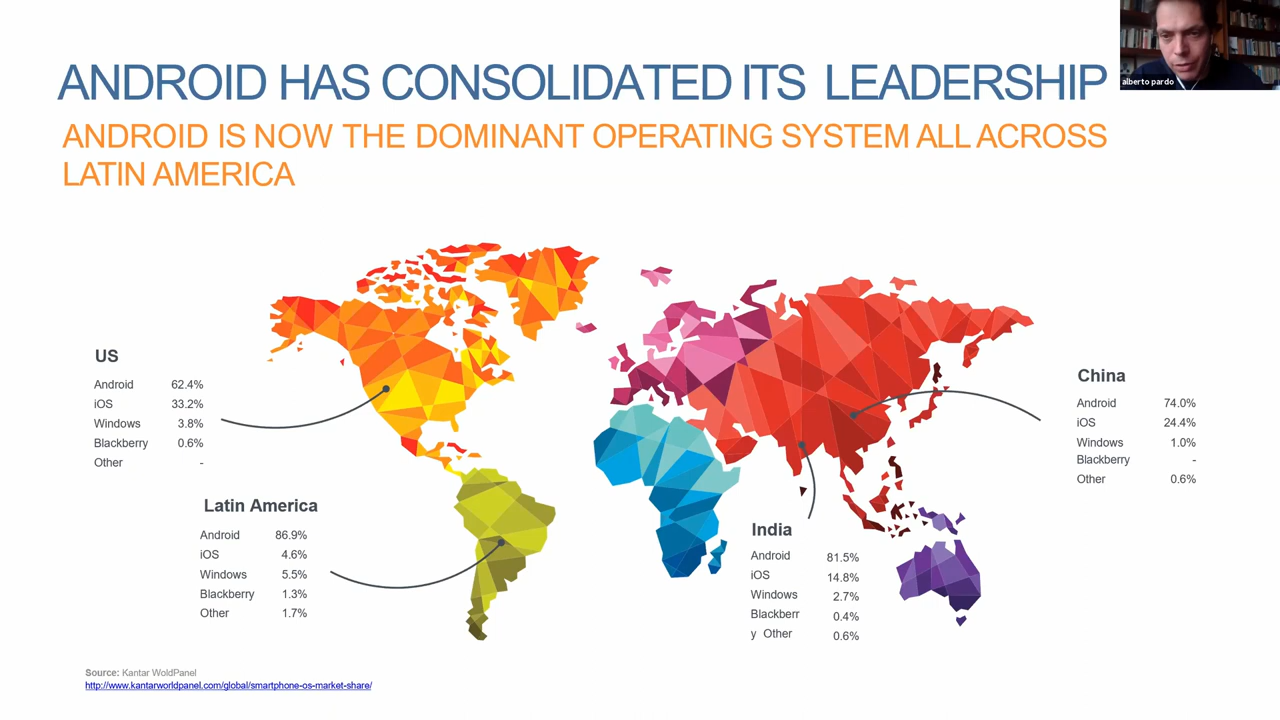 ANDROID HAS CONSOLIDATED ITS LEADERSHIP
alberto pardo
ANDROID IS NOW THE DOMINANT OPERATING SYSTEM ALL ACROSS
LATIN AMERICA
US
Android 62.4%
iOS 33.2%
Windows 3.8%
Blackberry 0.6%
Other -
China
Android 74.0%
iOS 24.4%
Windows 1.0%
Blackberry -
Other 0.6%
Latin America
Android 86.9%
iOS 4.6%
Windows 5.5%
Blackberry 1.3%
Other 1.7%
India
Android 81.5%
iOS 14.8%
Windows 2.7%
Blackberr 0.4%
y Other 0.6%
Source: Kantar WoldPanel
http://www.kantarworldpanel.com/global/smartphone-os-market-share/